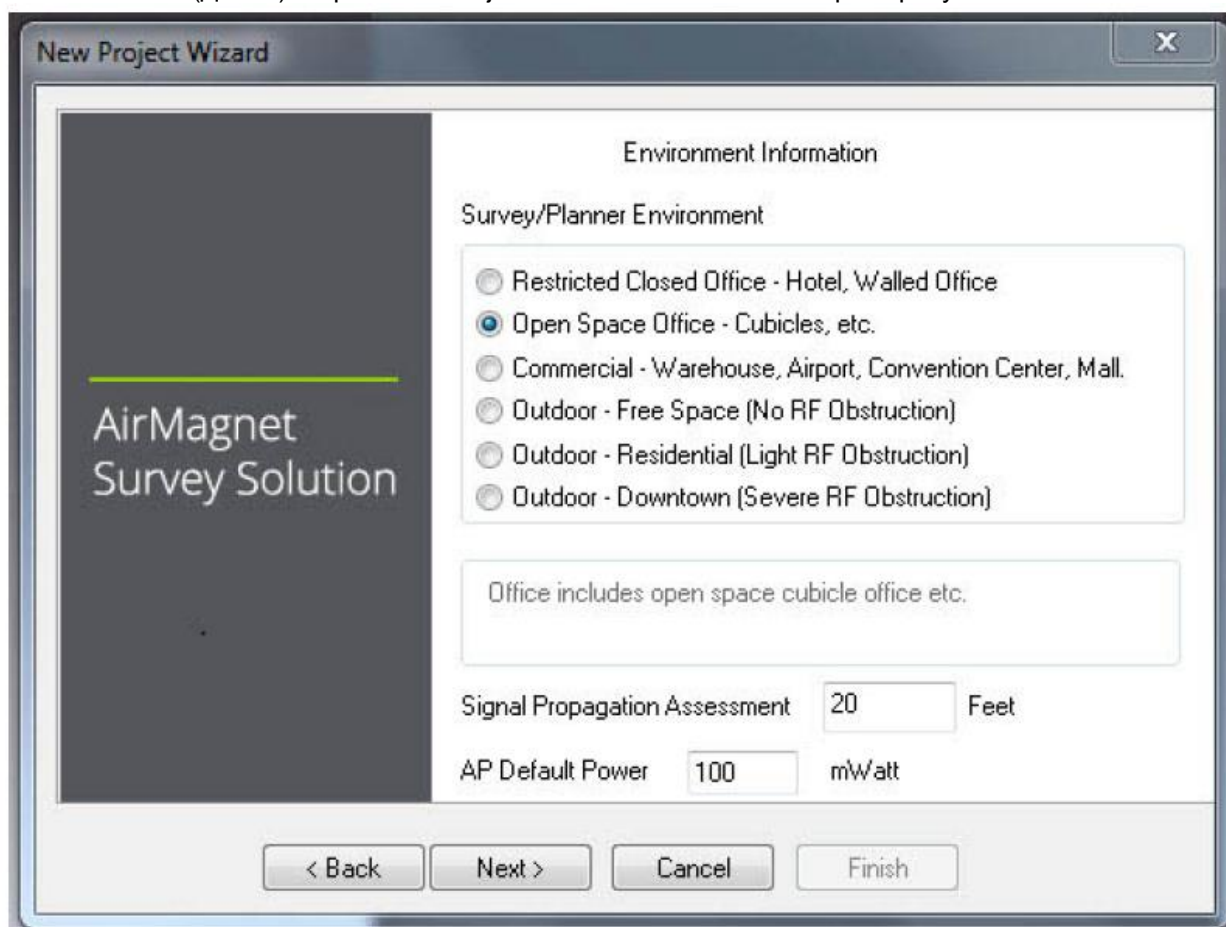 New Project Wizard
Environment Information
Survey/Planner Environment
Restricted Closed Office - Hotel, Walled Office
Open Space Office - Cubicles, etc.
Commercial - Warehouse, Airport, Convention Center, Mall.
Outdoor - Free Space (No RF Obstruction)
Outdoor - Residential (Light RF Obstruction)
Outdoor - Downtown (Severe RF Obstruction)
AirMagnet
Survey Solution
Office includes open space cubicle office etc.
Signal Propagation Assessment 20 Feet
AP Default Power 100 mWatt
< Back Next > Cancel Finish